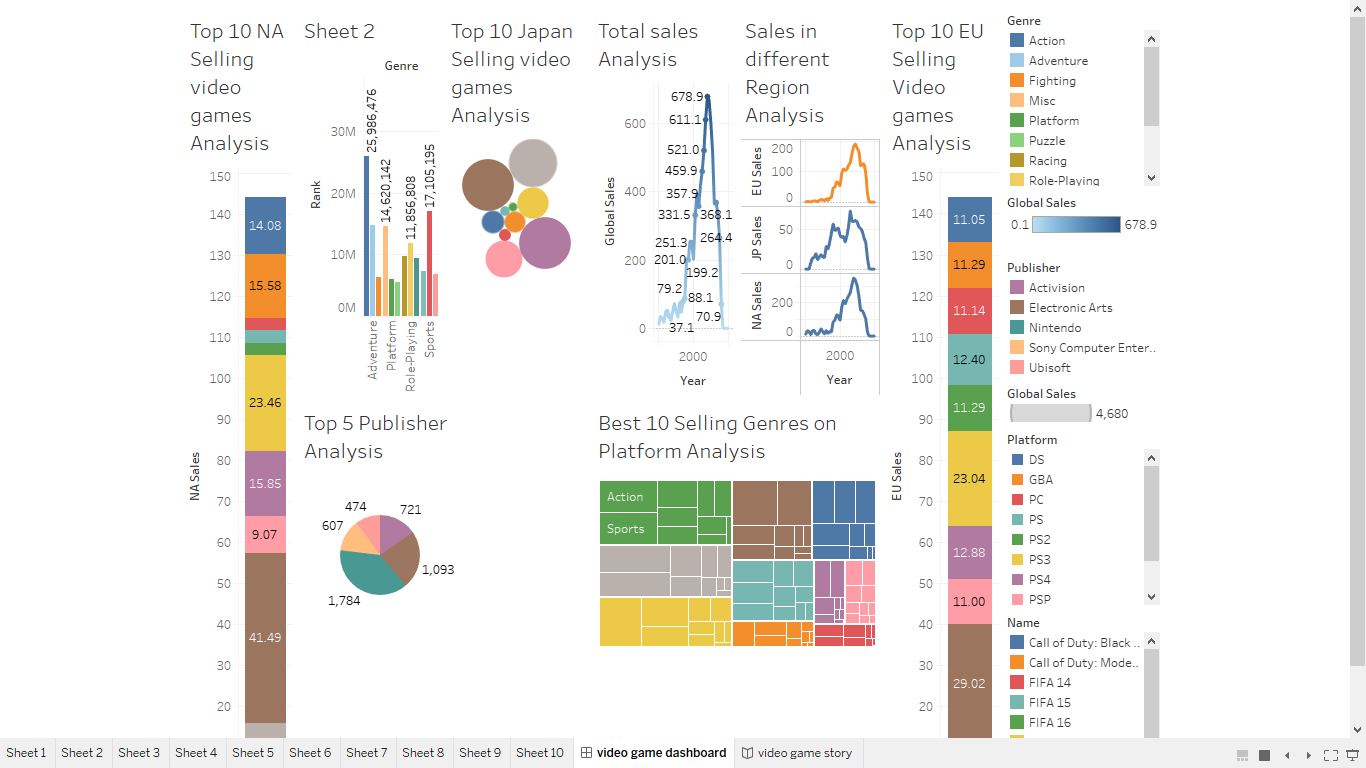 Top 10 NA
Selling
video
games
Analysis
150
140
130
120
110
100
90
80
70
60
50
40
30
20
NA Sales
14.08
15.58
23.46
15.85
9.07
41.49
Sheet 2
Genre
30M
20M
10M
0M
Rank
25,986,476
14,620,142
11,856,808
17,105,195
Adventure
Platform
Role-Playing
Sports
Top 10 Japan
Selling video
games
Analysis
Total sales
Analysis
600
400
200
0
Global Sales
678.9
611.1
521.0
459.9
357.9
331.5
368.1
251.3
264.4
201.0
199.2
79.2
88.1
70.9
37.1
2000
Year
Sales in
different
Region
Analysis
EU Sales
200
100
0
JP Sales
50
0
NA Sales
200
0
2000
Year
Top 10 EU
Selling
Video
games
Analysis
150
140
130
120
110
100
90
80
70
60
50
40
30
20
EU Sales
11.05
11.29
11.14
12.40
11.29
23.04
12.88
11.00
29.02
Top 5 Publisher
Analysis
474
721
607
1,093
1,784
Best 10 Selling Genres on
Platform Analysis
Action
Sports
Genre
Action
Adventure
Fighting
Misc
Platform
Puzzle
Racing
Role-Playing
Global Sales
0.1
678.9
Publisher
Activision
Electronic Arts
Nintendo
Sony Computer Enter..
Ubisoft
Global Sales
4,680
Platform
DS
GBA
PC
PS
PS2
PS3
PS4
PSP
Name
Call of Duty: Black ..
Call of Duty: Mode..
FIFA 14
FIFA 15
FIFA 16
Sheet 1
Sheet 2
Sheet 3
Sheet 4
Sheet 5
Sheet 6
Sheet 7
Sheet 8
Sheet 9
Sheet 10
video game dashboard
video game story